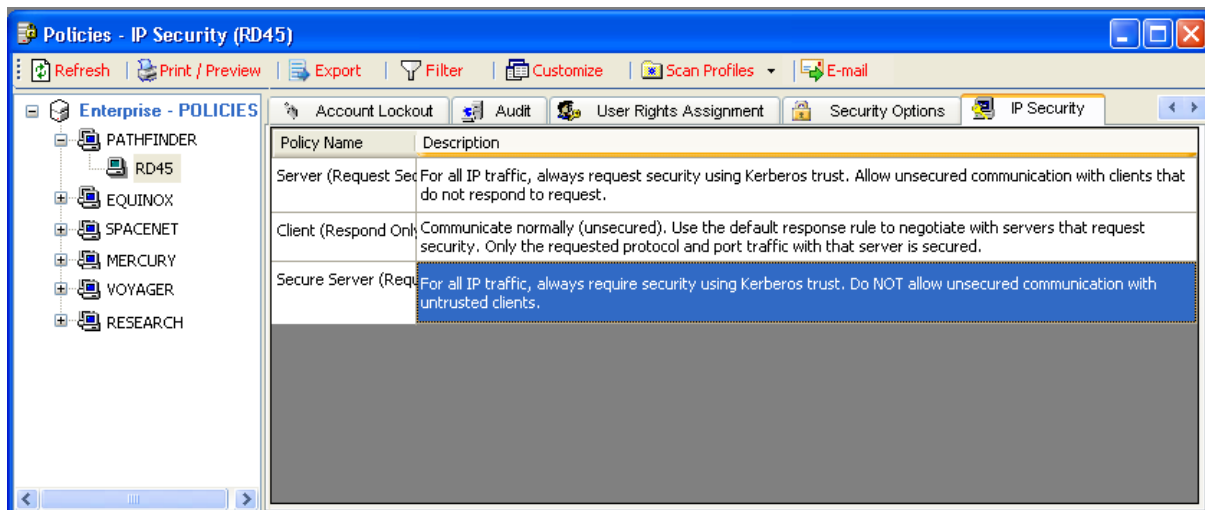 Policies - IP Security (RD45)
Refresh Print / Preview Export Filter Customize Scan Profiles E-mail
Enterprise - POLICIES
PATHFINDER
RD45
EQUINOX
SPACENET
MERCURY
VOYAGER
RESEARCH
Account Lockout Audit User Rights Assignment Security Options IP Security
Policy Name Description
Server (Request Sec For all IP traffic, always request security using Kerberos trust. Allow unsecured communication with clients that
do not respond to request.
Client (Respond Only Communicate normally (unsecured). Use the default response rule to negotiate with servers that request
security. Only the requested protocol and port traffic with that server is secured.
Secure Server (Requ For all IP traffic, always require security using Kerberos trust. Do NOT allow unsecured communication with
untrusted clients.